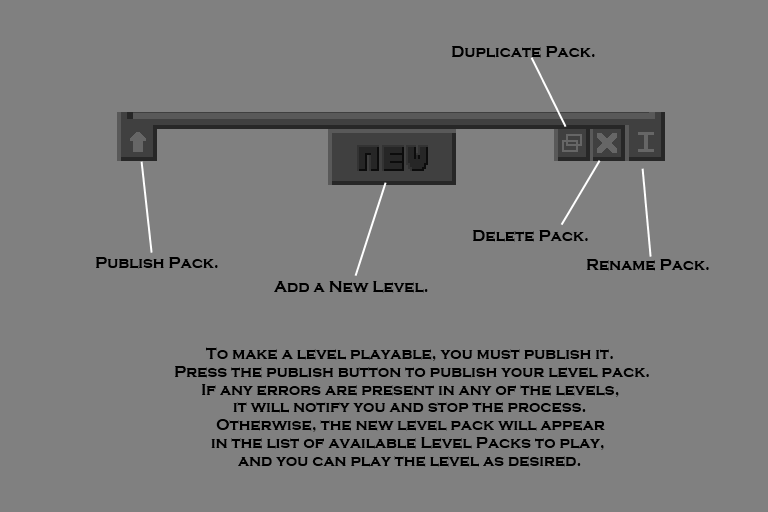 Duplicate Pack.
NEW
Delete Pack.
Publish Pack.
Rename Pack.
Add a New Level.
To make a level playable, you must publish it.
Press the publish button to publish your level pack.
If any errors are present in any of the levels,
it will notify you and stop the process.
Otherwise, the new level pack will appear
in the list of available Level Packs to play,
and you can play the level as desired.